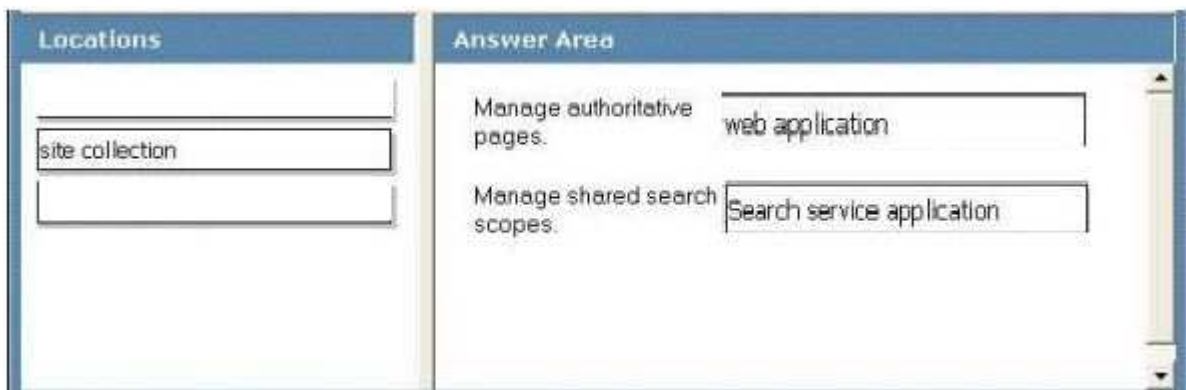 Locations
site collection
Answer Area
Manage authoritative
pages.
web application
Manage shared search
scopes.
Search service application